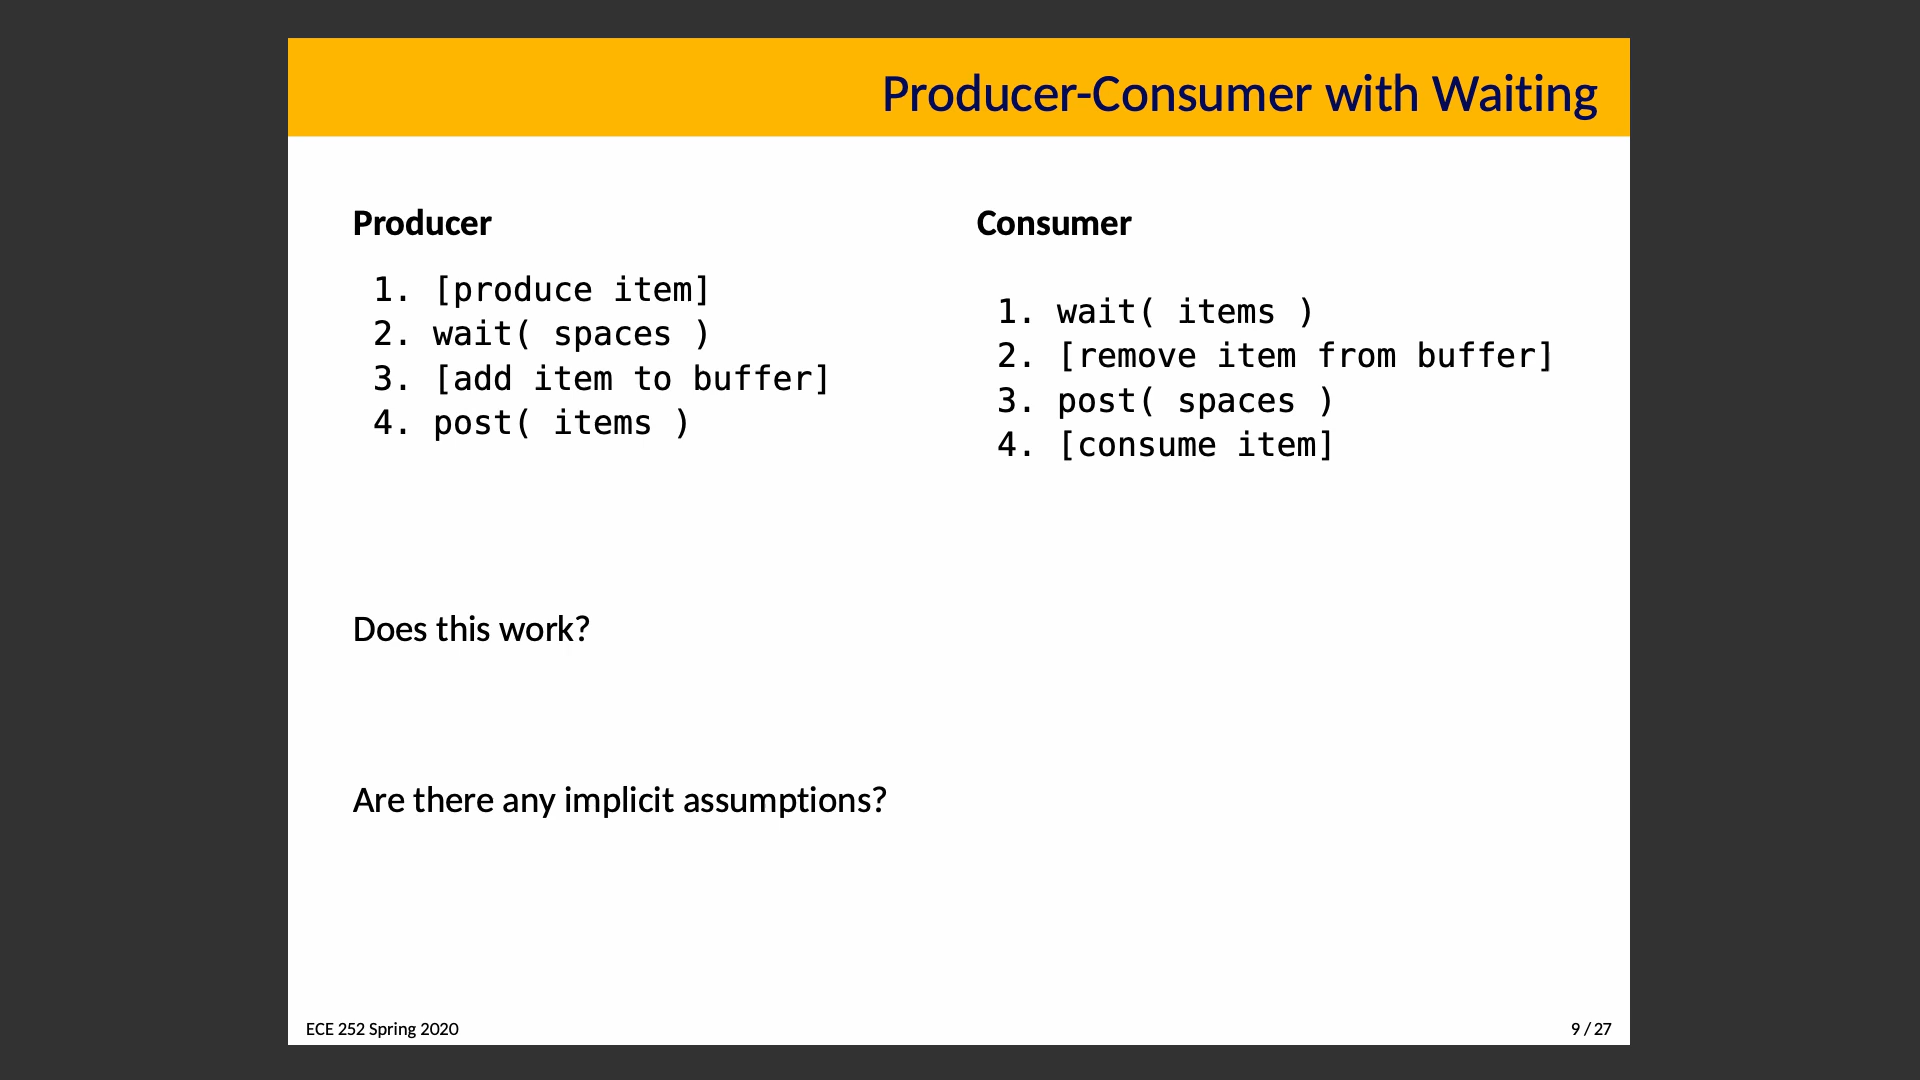 Producer-Consumer with Waiting
Producer
1. [produce item]
2. wait( spaces )
3. [add item to buffer]
4. post( items )
Consumer
1. wait( items )
2. [remove item from buffer]
3. post( spaces )
4. [consume item]
Does this work?
Are there any implicit assumptions?
ECE 252 Spring 2020
9 / 27